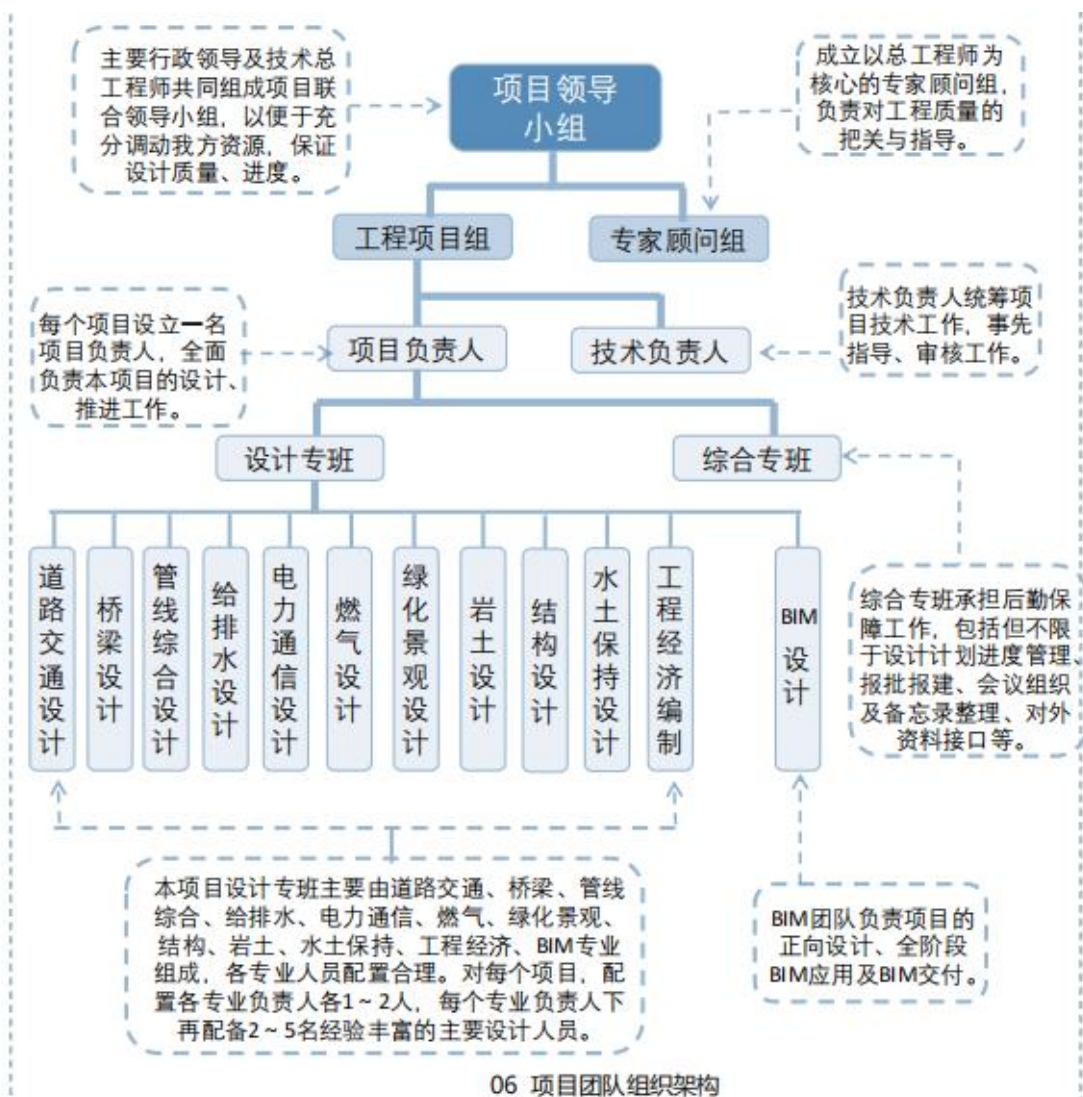 主要行政领导及技术总
工程师共同组成项目联
合领导小组，以便于充
分调动我方资源，保证
设计质量、进度。
项目领导
小组
成立以总工程师为
核心的专家顾问组，
负责对工程质量的
把关与指导。
工程项目组
专家顾问组
每个项目设立一名
项目负责人，全面
负责本项目的设计、
推进工作。
项目负责人
技术负责人
技术负责人统筹项
目技术工作，事先
指导、审核工作。
设计专班
综合专班
道路交通设计
桥梁设计
管线综合设计
给排水设计
电力通信设计
燃气设计
绿化景观设计
岩土设计
结构设计
水土保持设计
工程经济编制
BIM
设计
综合专班承担后勤保
障工作，包括但不限
于设计计划进度管理、
报批报建、会议组织
及备忘录整理、对外
资料接口等。
本项目设计专班主要由道路交通、桥梁、管线
综合、给排水、电力通信、燃气、绿化景观、
结构、岩土、水土保持、工程经济、BIM专业
组成，各专业人员配置合理。对每个项目，配
置各专业负责人各1～2人，每个专业负责人下
再配备2～5名经验丰富的主要设计人员。
BIM团队负责项目的
正向设计、全阶段
BIM应用及BIM交付。
06 项目团队组织架构